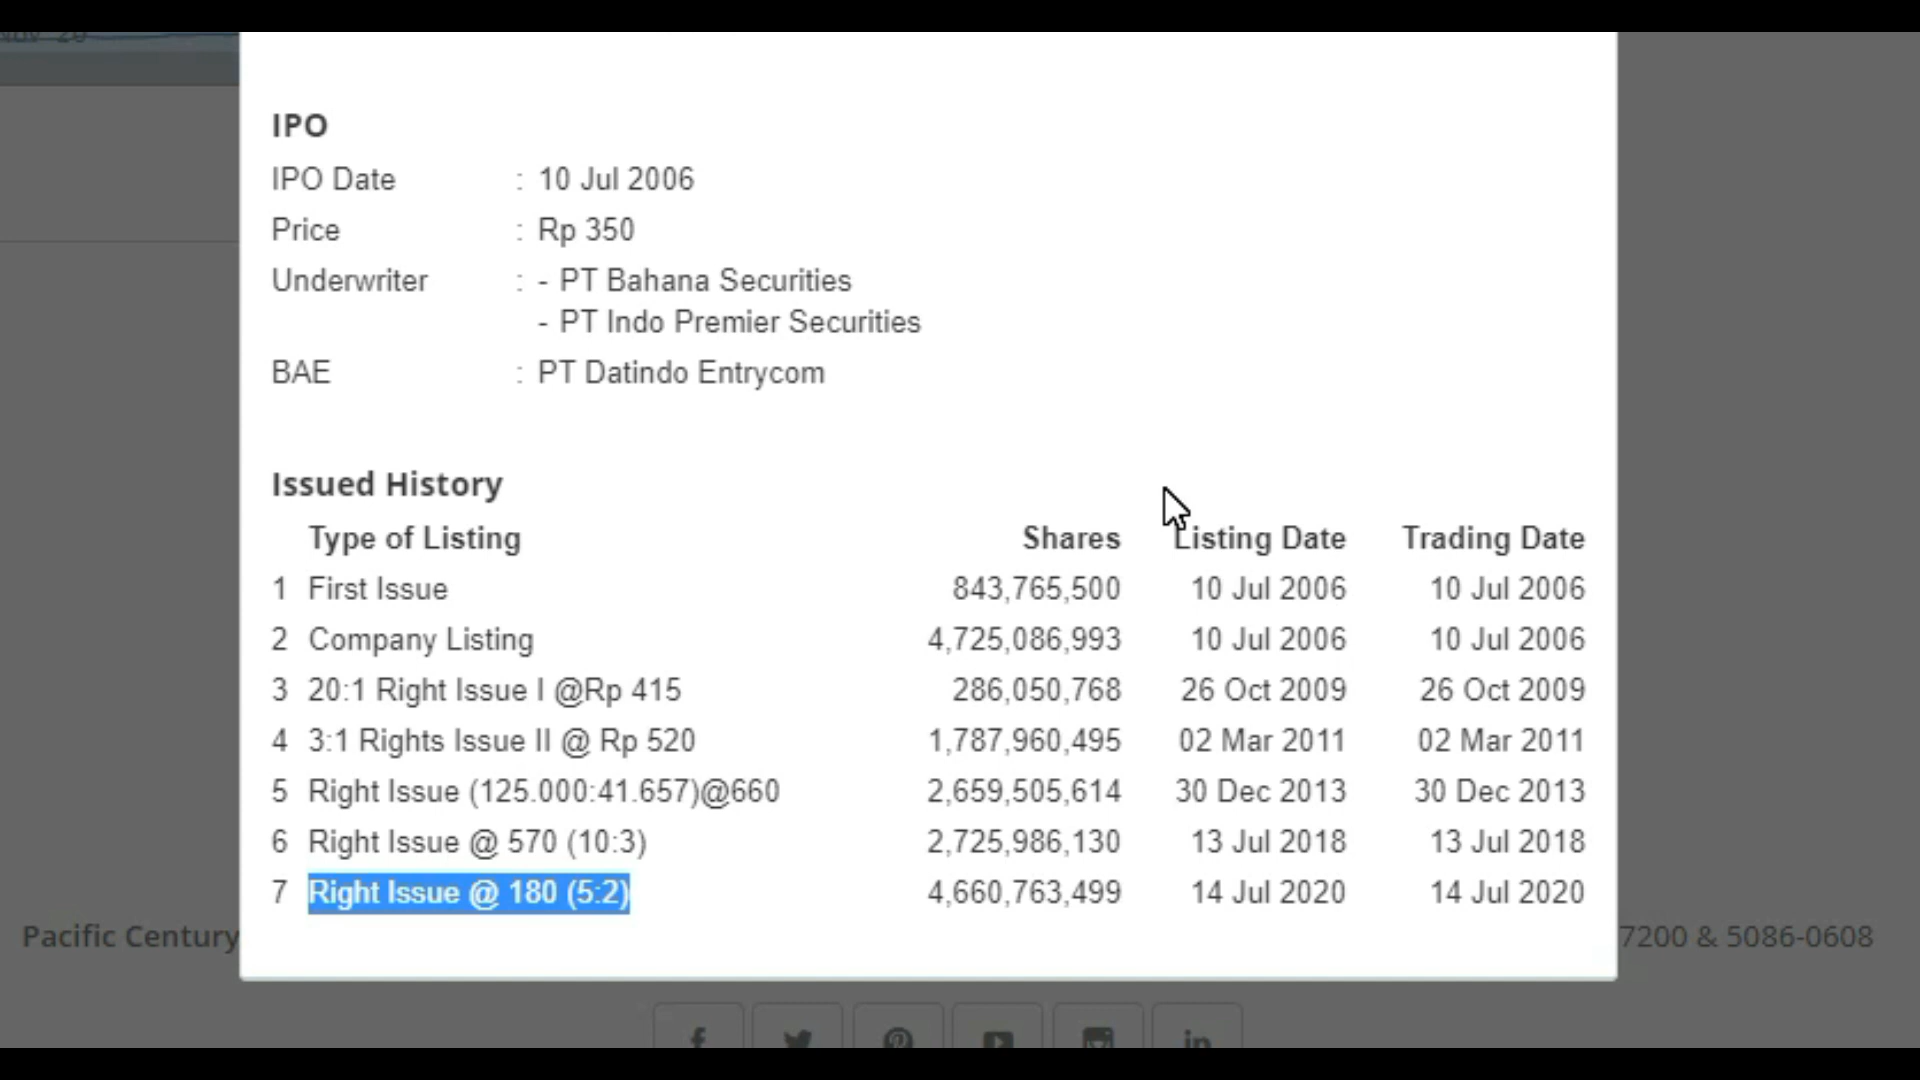 Nov '20
IPO
IPO Date : 10 Jul 2006
Price : Rp 350
Underwriter : - PT Bahana Securities
- PT Indo Premier Securities
BAE : PT Datindo Entrycom
Issued History
Type of Listing Shares Listing Date Trading Date
1 First Issue 843,765,500 10 Jul 2006 10 Jul 2006
2 Company Listing 4,725,086,993 10 Jul 2006 10 Jul 2006
3 20:1 Right Issue I @Rp 415 286,050,768 26 Oct 2009 26 Oct 2009
4 3:1 Rights Issue II @ Rp 520 1,787,960,495 02 Mar 2011 02 Mar 2011
5 Right Issue (125.000:41.657)@660 2,659,505,614 30 Dec 2013 30 Dec 2013
6 Right Issue @ 570 (10:3) 2,725,986,130 13 Jul 2018 13 Jul 2018
7 Right Issue @ 180 (5:2) 4,660,763,499 14 Jul 2020 14 Jul 2020
Pacific Century 7200 & 5086-0608